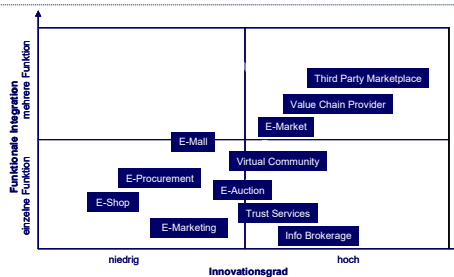 Funktionale Integration
mehrere Funktion
einzelne Funktion
Third Party Marketplace
Value Chain Provider
E-Market
E-Mall
Virtual Community
E-Procurement
E-Auction
E-Shop
Trust Services
E-Marketing
Info Brokerage
niedrig
hoch
Innovationsgrad